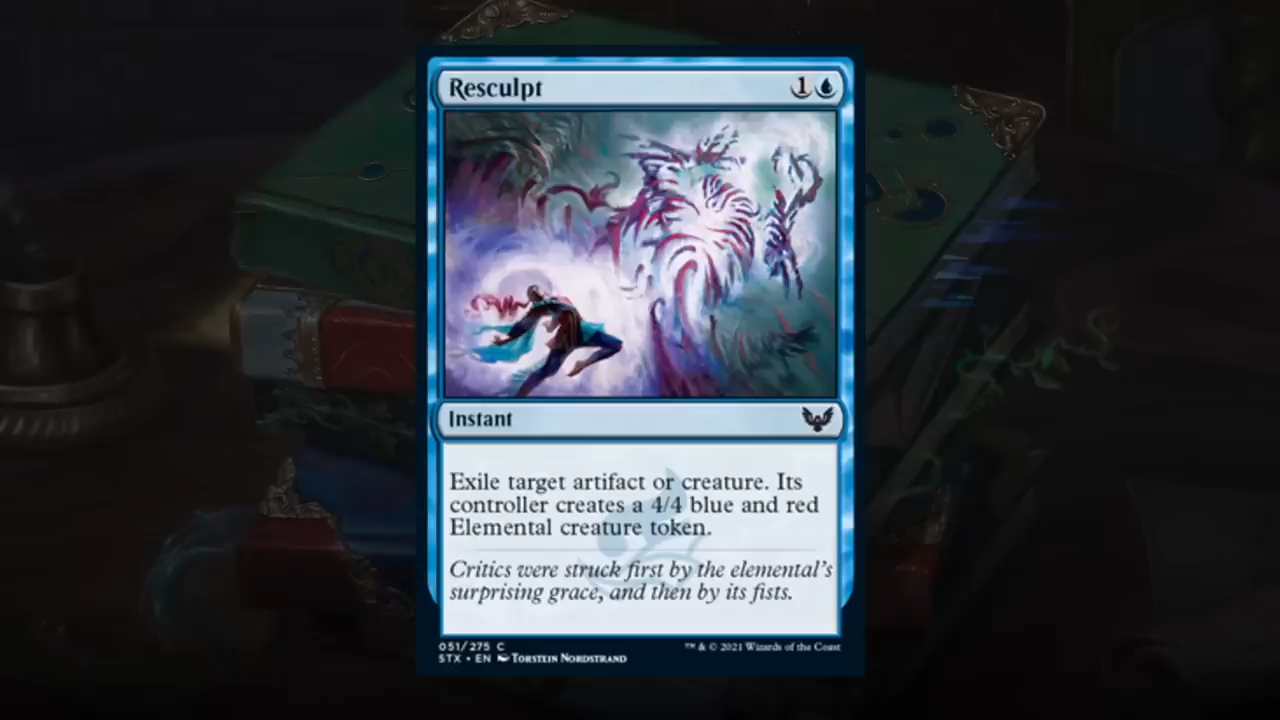 Resculpt 1
Instant
Exile target artifact or creature. Its
controller creates a 4/4 blue and red
Elemental creature token.
Critics were struck first by the elemental's
surprising grace, and then by its fists.
051/275 C
™ & © 2021 Wizards of the Coast
STX • EN Torstein Nordstrand